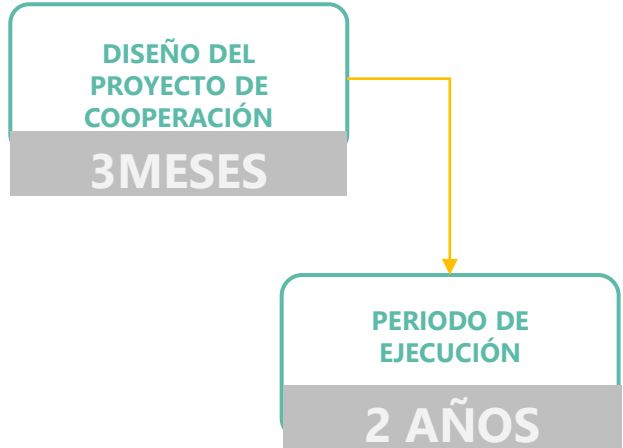 DISEÑO DEL
PROYECTO DE
COOPERACIÓN
3MESES
PERIODO DE
EJECUCIÓN
2 AÑOS